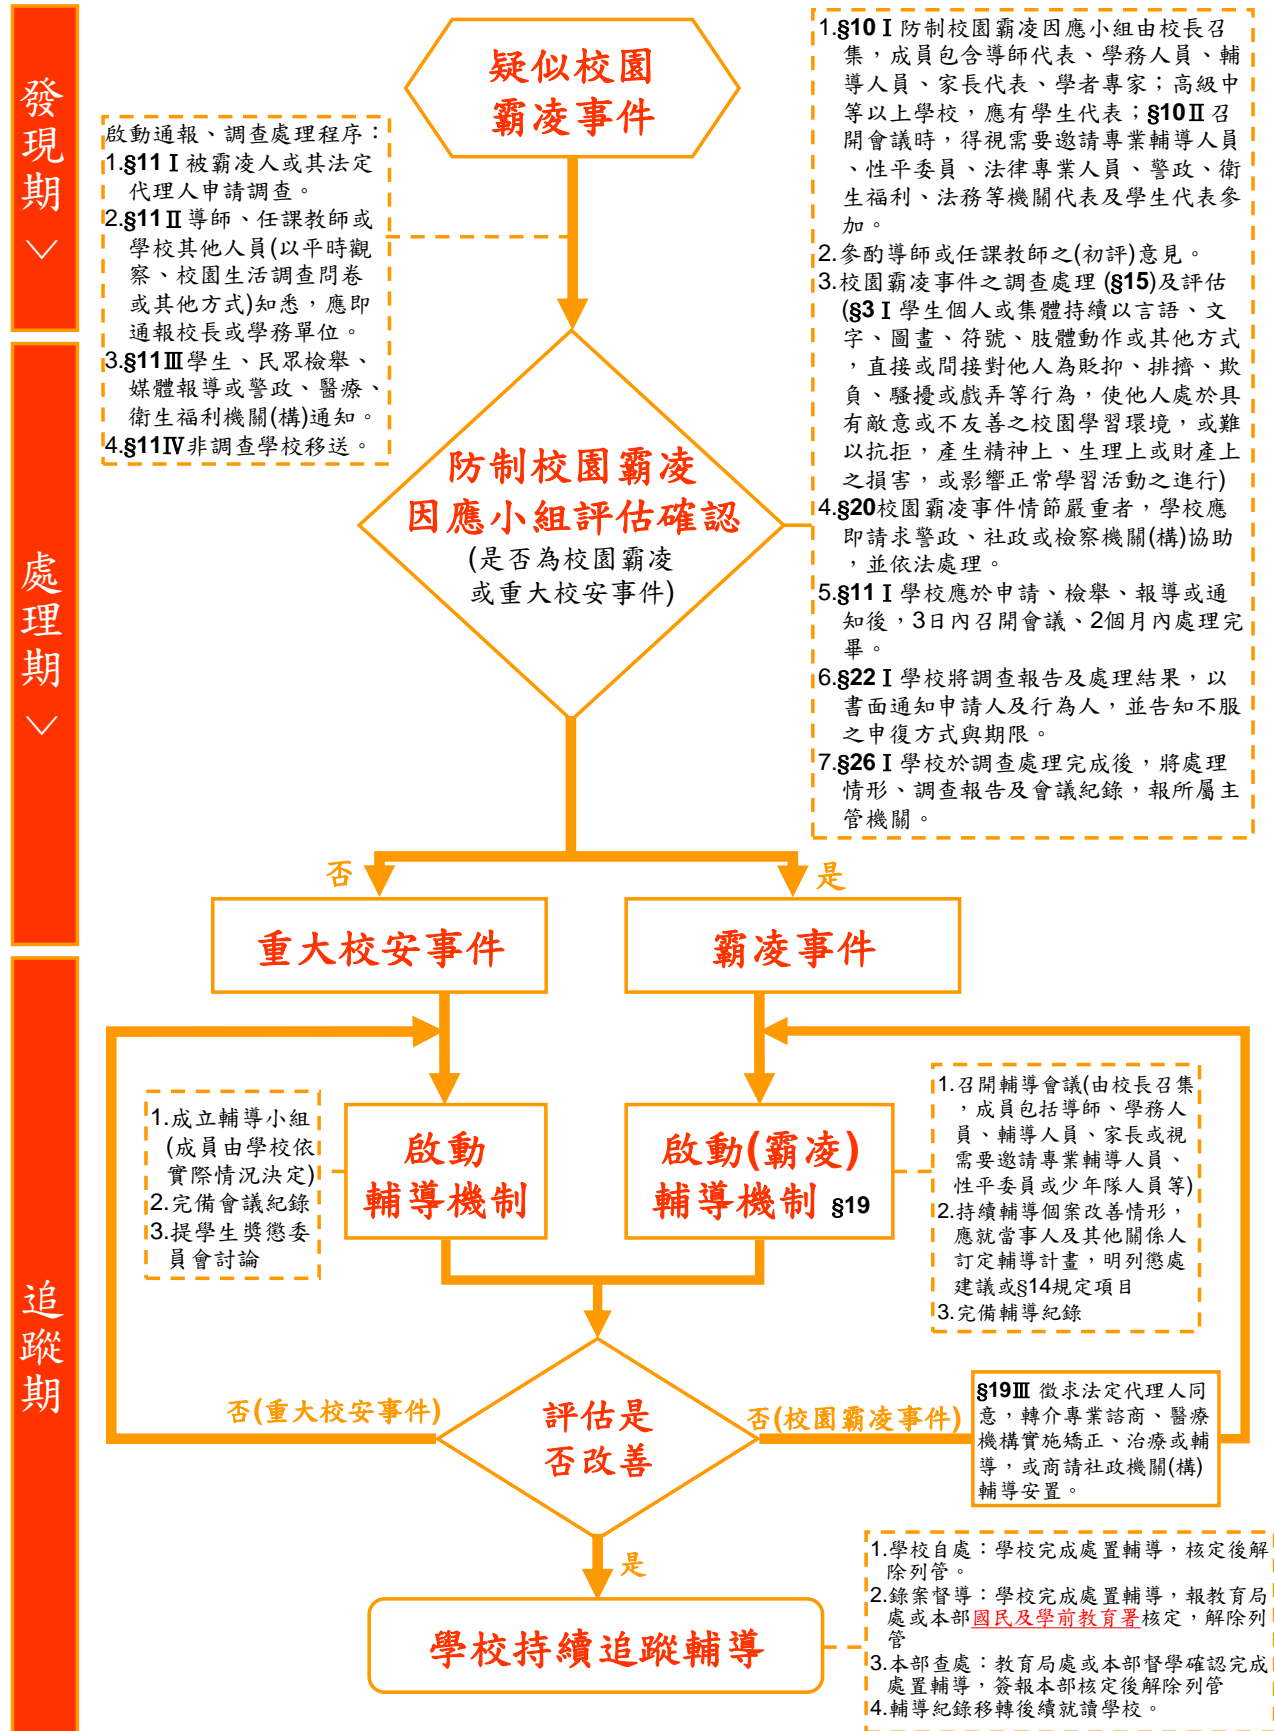 發現期﹀
疑似校園
霸凌事件
啟動通報、調查處理程序：
1.§11Ⅰ被霸凌人或其法定
代理人申請調查。
2.§11Ⅱ導師、任課教師或
學校其他人員(以平時觀
察、校園生活調查問卷
或其他方式)知悉，應即
通報校長或學務單位。
3.§11Ⅲ學生、民眾檢舉、
媒體報導或警政、醫療、
衛生福利機關(構)通知。
4.§11Ⅳ非調查學校移送。
1.§10Ⅰ防制校園霸凌因應小組由校長召
集，成員包含導師代表、學務人員、輔
導人員、家長代表、學者專家；高級中
等以上學校，應有學生代表；§10Ⅱ召
開會議時，得視需要邀請專業輔導人員
、性平委員、法律專業人員、警政、衛
生福利、法務等機關代表及學生代表參
加。
2.參酌導師或任課教師之(初評)意見。
3.校園霸凌事件之調查處理 (§15)及評估
(§3Ⅰ學生個人或集體持續以言語、文
字、圖畫、符號、肢體動作或其他方式
，直接或間接對他人為貶抑、排擠、欺
負、騷擾或戲弄等行為，使他人處於具
有敵意或不友善之校園學習環境，或難
以抗拒，產生精神上、生理上或財產上
之損害，或影響正常學習活動之進行)
4.§20校園霸凌事件情節嚴重者，學校應
即請求警政、社政或檢察機關(構)協助
，並依法處理。
5.§11Ⅰ學校應於申請、檢舉、報導或通
知後，3日內召開會議、2個月內處理完
畢。
6.§22Ⅰ學校將調查報告及處理結果，以
書面通知申請人及行為人，並告知不服
之申復方式與期限。
7.§26Ⅰ學校於調查處理完成後，將處理
情形、調查報告及會議紀錄，報所屬主
管機關。
處理期﹀
防制校園霸凌
因應小組評估確認
(是否為校園霸凌
或重大校安事件)
否
是
重大校安事件
霸凌事件
追蹤期
1.成立輔導小組
(成員由學校依
實際情況決定)
2.完備會議紀錄
3.提學生獎懲委
員會討論
啟動
輔導機制
啟動(霸凌)
輔導機制 §19
1.召開輔導會議(由校長召集
，成員包括導師、學務人
員、輔導人員、家長或視
需要邀請專業輔導人員、
性平委員或少年隊人員等)
2.持續輔導個案改善情形，
應就當事人及其他關係人
訂定輔導計畫，明列懲處
建議或§14規定項目
3.完備輔導紀錄
否(重大校安事件)
評估是
否改善
否(校園霸凌事件)
§19Ⅲ 徵求法定代理人同
意，轉介專業諮商、醫療
機構實施矯正、治療或輔
導，或商請社政機關(構)
輔導安置。
是
學校持續追蹤輔導
1.學校自處：學校完成處置輔導，核定後解
除列管。
2.錄案督導：學校完成處置輔導，報教育局
處或本部國民及學前教育署核定，解除列
管
3.本部查處：教育局處或本部督學確認完成
處置輔導，簽報本部核定後解除列管
4.輔導紀錄移轉後續就讀學校。